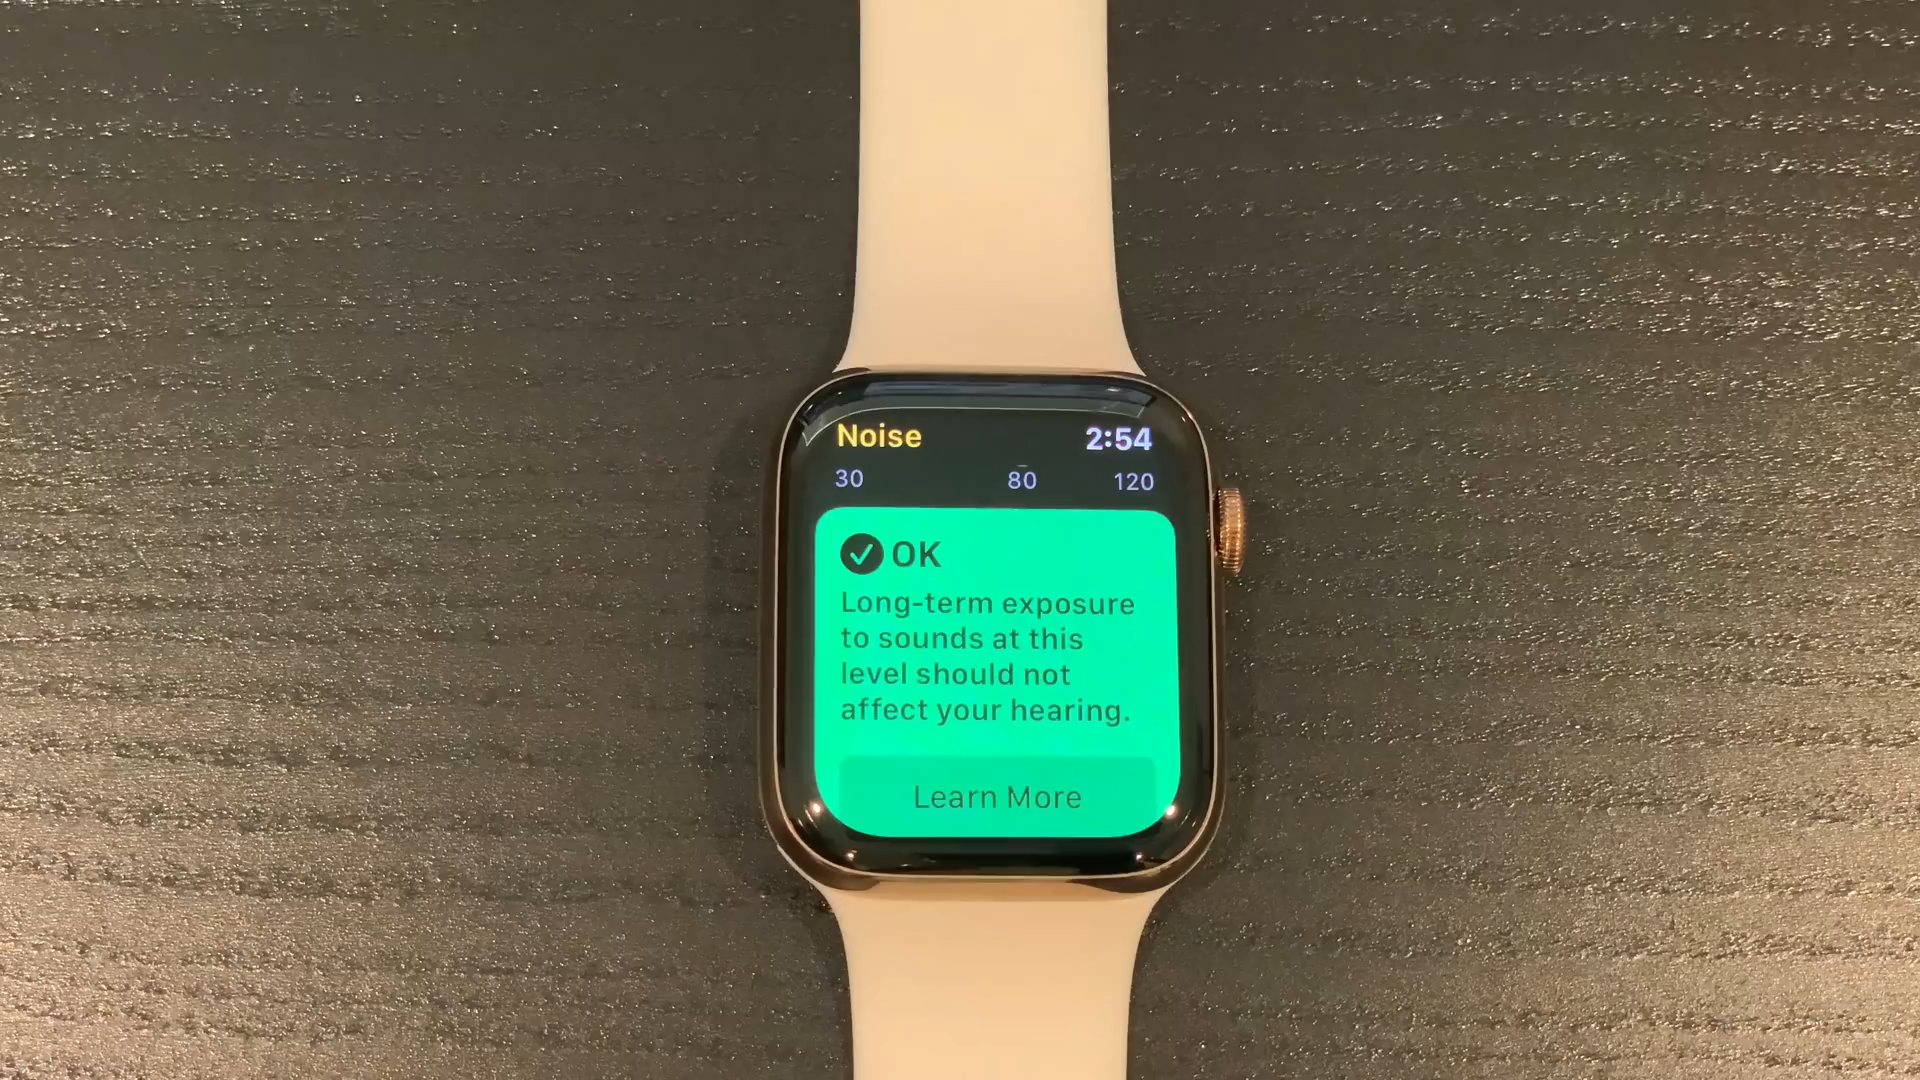 Noise 2:54
30 80 120
OK
Long-term exposure
to sounds at this
level should not
affect your hearing.
Learn More